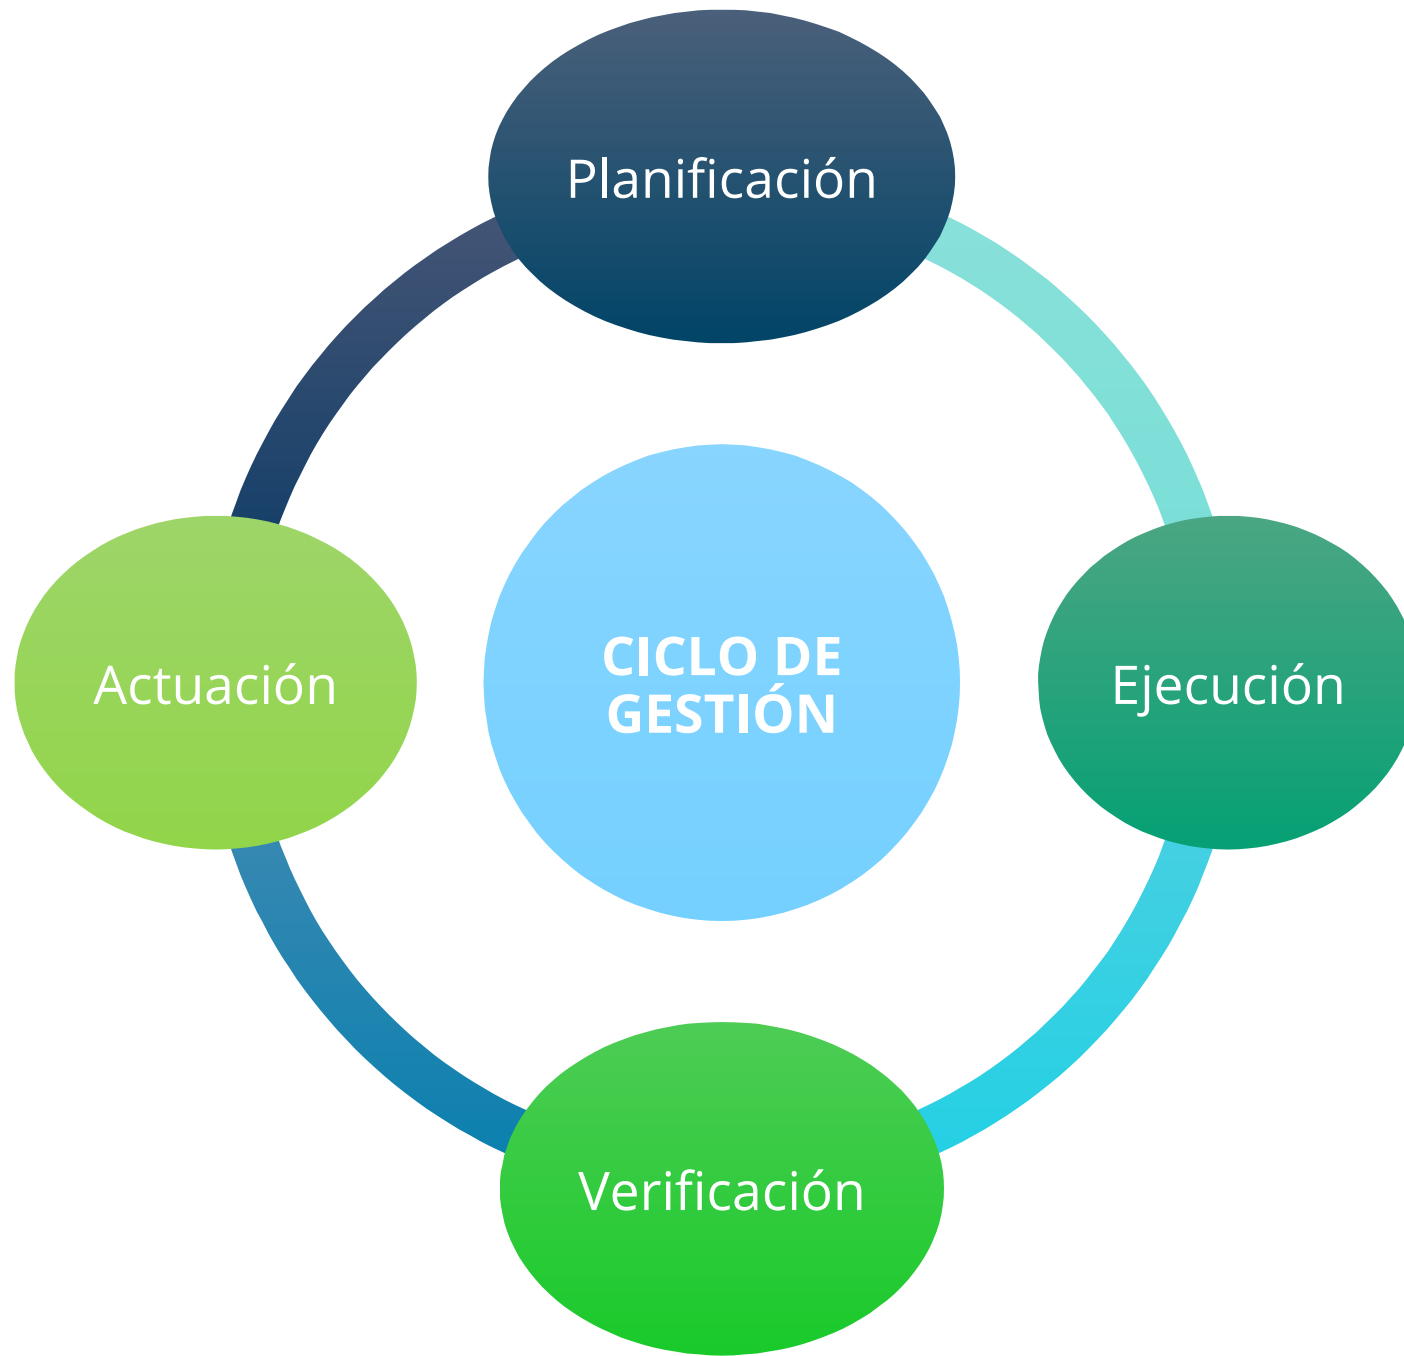 Planificación
CICLO DE
GESTIÓN
Actuación
Ejecución
Verificación